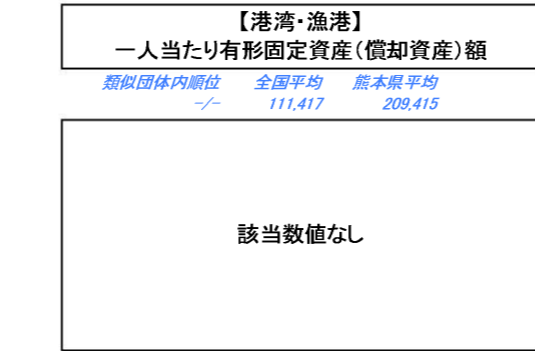 【港湾・漁港】
一人当たり有形固定資産（償却資産）額
類似団体内順位 全国平均 熊本県平均
-/- 111,417 209,415
該当数値なし